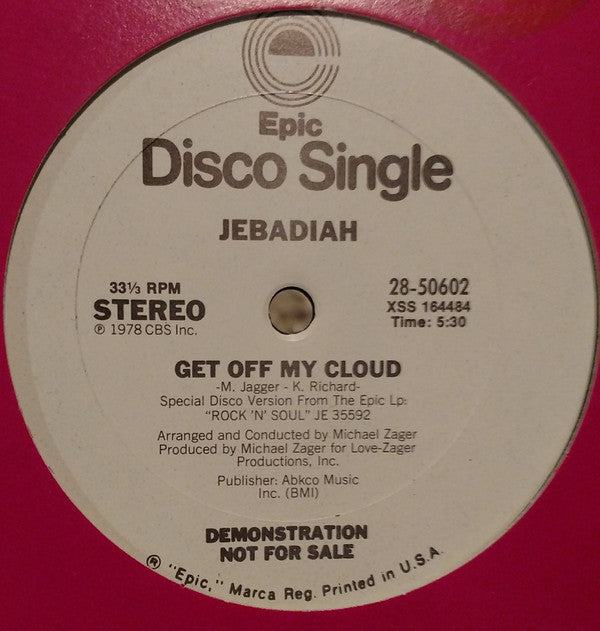 Epic
Disco Single
JEBADIAH
33⅓ RPM
STEREO
℗ 1978 CBS Inc.
28-50602
XSS 164484
Time: 5:30
GET OFF MY CLOUD
-M. Jagger - K. Richard-
Special Disco Version From The Epic Lp:
"ROCK 'N' SOUL" JE 35592
Arranged and Conducted by Michael Zager
Produced by Michael Zager for Love-Zager
Productions, Inc.
Publisher: Abkco Music
Inc. (BMI)
DEMONSTRATION
NOT FOR SALE
® "Epic," Marca Reg. Printed in U.S.A.